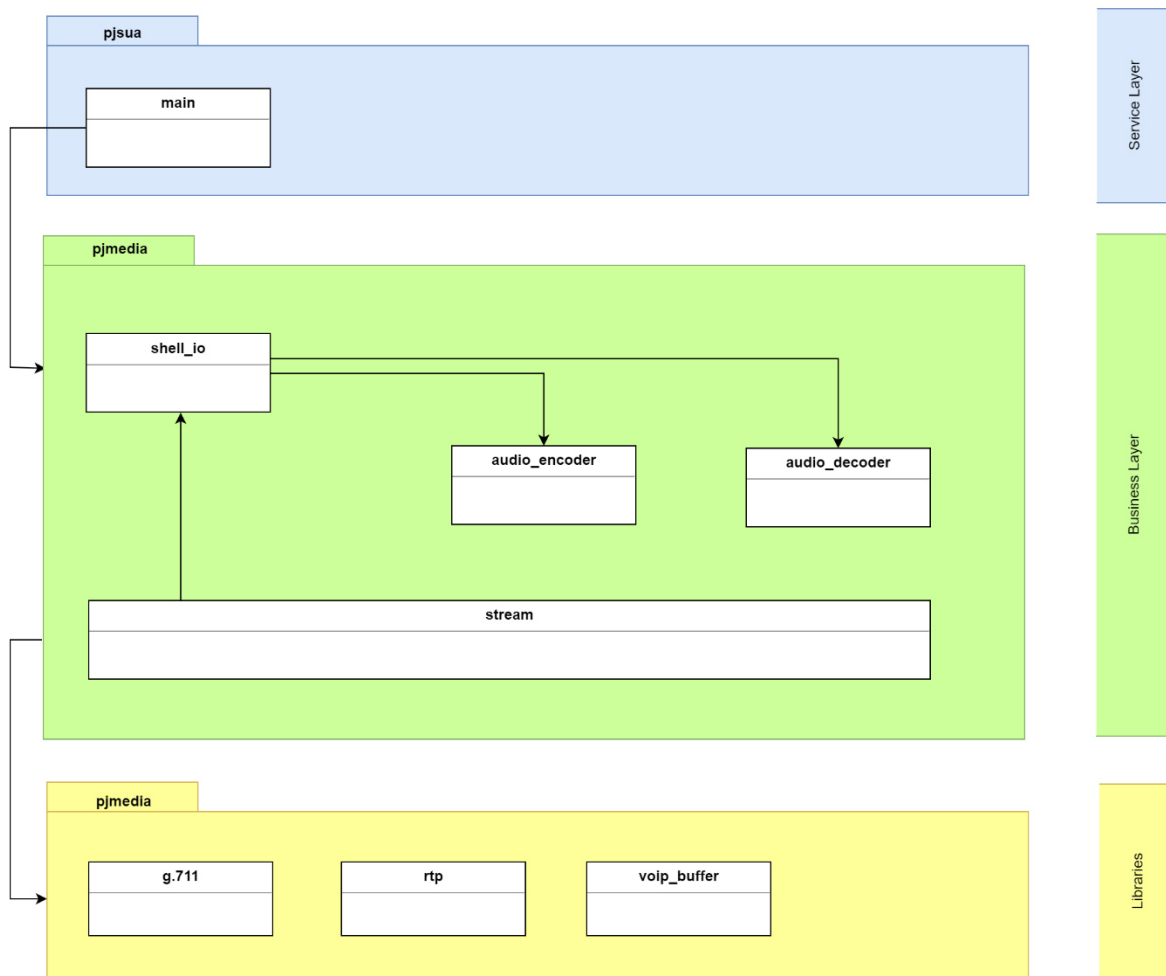 pjsua
main
Service Layer
pjmedia
shell_io
audio_encoder
audio_decoder
stream
Business Layer
pjmedia
g.711
rtp
voip_buffer
Libraries